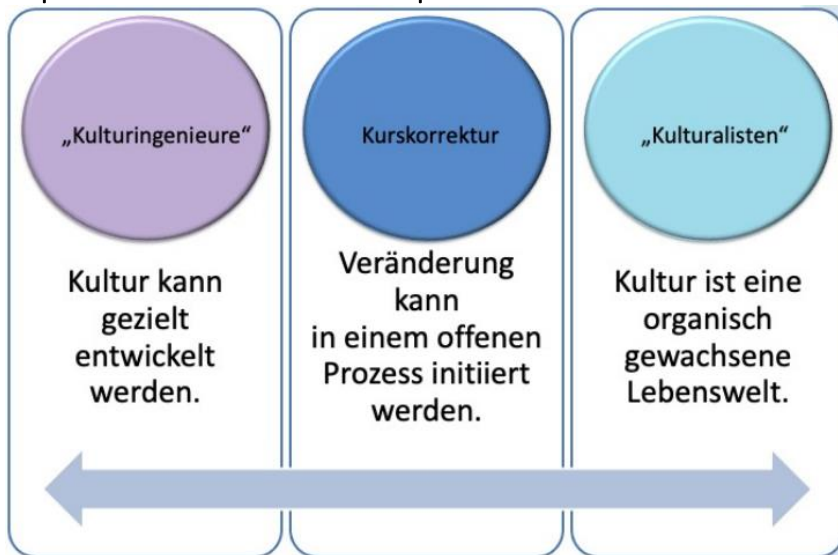 „Kulturingenieure“
Kultur kann
gezielt
entwickelt
werden.
Kurskorrektur
Veränderung
kann
in einem offenen
Prozess initiiert
werden.
„Kulturalisten“
Kultur ist eine
organisch
gewachsene
Lebenswelt.